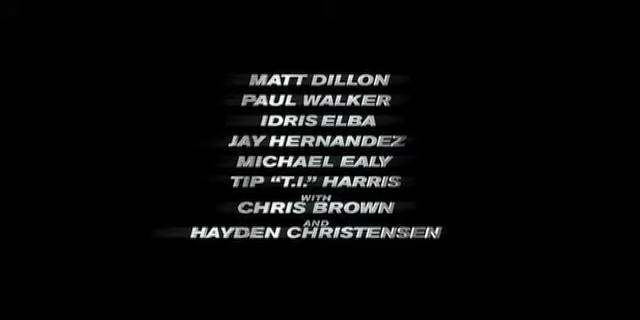 MATT DILLON
PAUL WALKER
IDRIS ELBA
JAY HERNANDEZ
MICHAEL EALY
TIP "T.I." HARRIS
WITH
CHRIS BROWN
AND
HAYDEN CHRISTENSEN